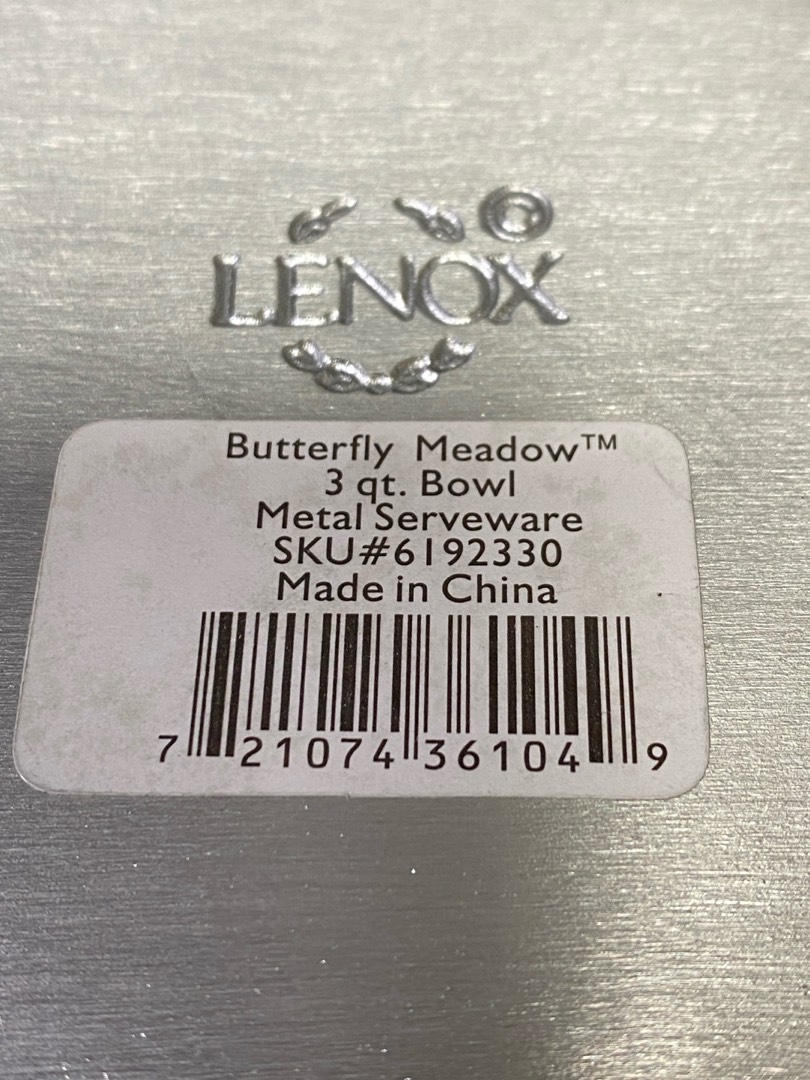 LENOX
Butterfly Meadow™
3 qt. Bowl
Metal Serveware
SKU#6192330
Made in China
7 21074 36104 9